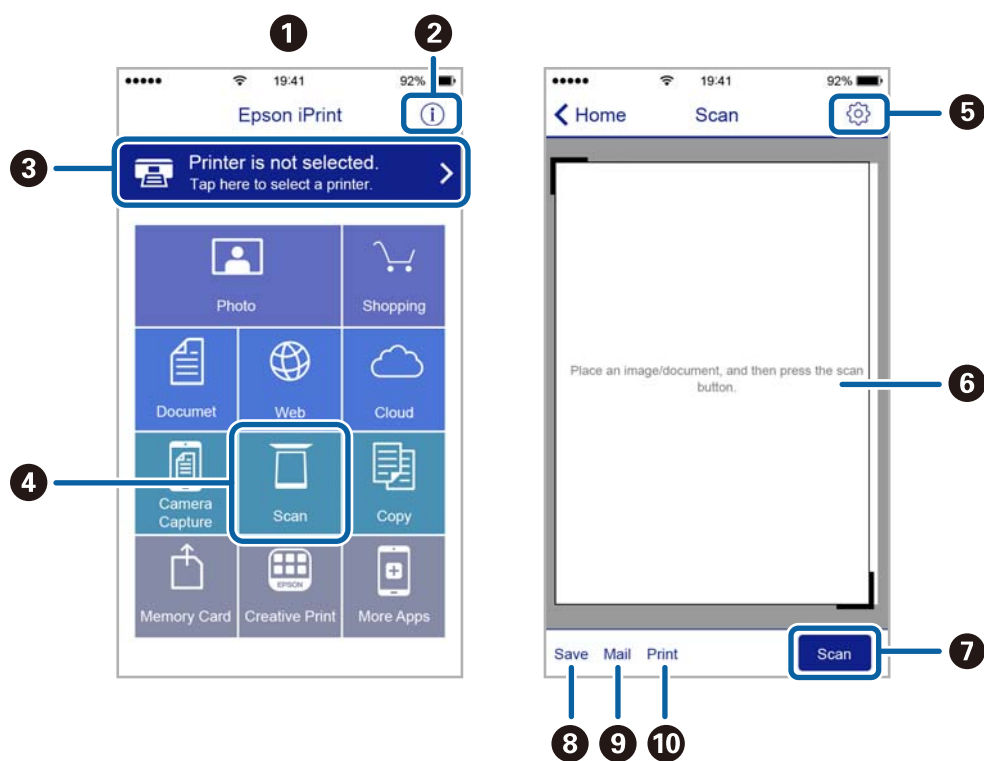 1
2
19:41
92%
Epson iPrint
3
Printer is not selected.
Tap here to select a printer.
Photo
Shopping
Documet
Web
Cloud
4
Camera
Capture
Scan
Copy
EPSON
Memory Card
Creative Print
More Apps
19:41
92%
Home
Scan
5
Place an image/document, and then press the scan
button.
6
Save
Mail
Print
Scan
7
8
9
10